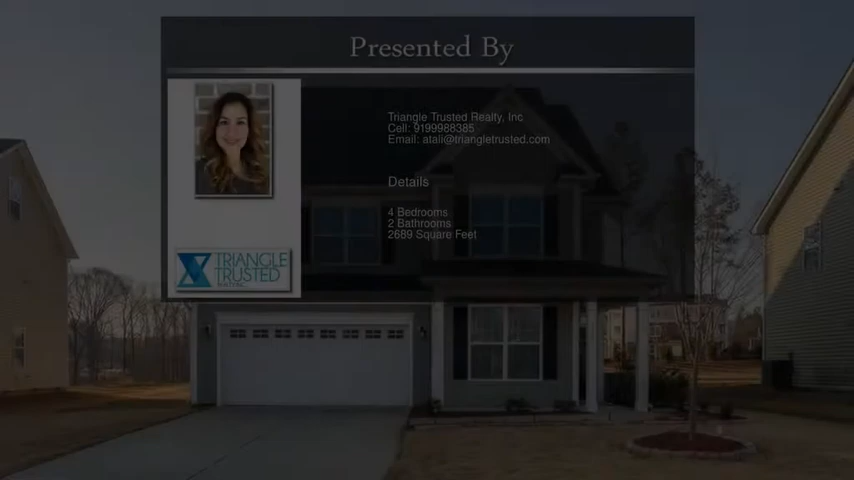 Presented By
Triangle Trusted Realty, Inc
Cell: 9199988385
Email: atali@triangletrusted.com
Details
4 Bedrooms
2 Bathrooms
2689 Square Feet
TRIANGLE
TRUSTED